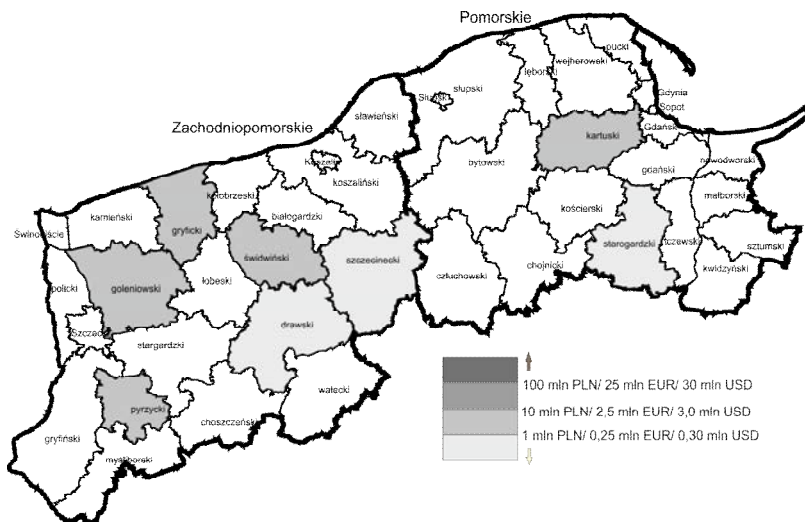 Pomorskie
pucki
wejherowski
lęborski
słupski
Słupsk
Gdynia
Sopot
sławieński
Zachodniopomorskie
Gdańsk
kartuski
Koszalin
bytowski
nowodworski
gdański
koszaliński
kołobrzeski
malborski
kamieński
białogardzki
kościerski
gryficki
Świnoujście
starogardzki
tczewski
sztumski
świdwiński
szczecinecki
chojnicki
kwidzyński
człuchowski
policki
goleniowski
łobeski
drawski
Szczecin
stargardzki
100 mln PLN/ 25 mln EUR/ 30 mln USD
wałecki
pyrzycki
10 mln PLN/ 2,5 mln EUR/ 3,0 mln USD
choszczeński
1 mln PLN/ 0,25 mln EUR/ 0,30 mln USD
gryfiński
myśliborski